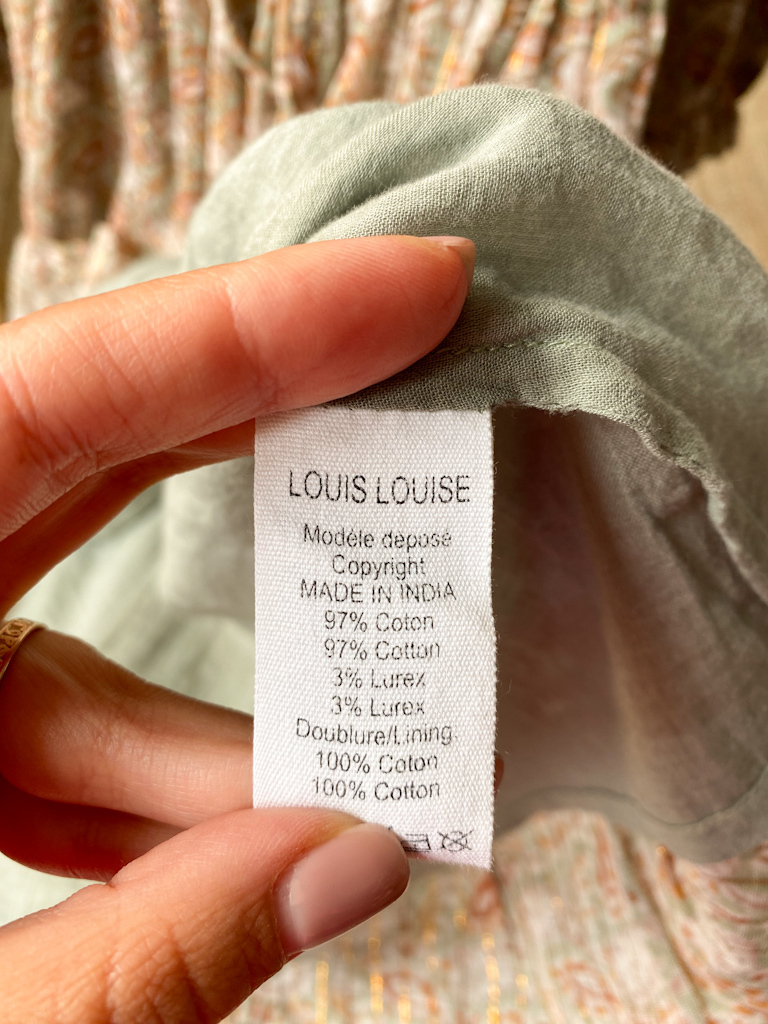 LOUIS LOUISE
Modèle deposé
Copyright
MADE IN INDIA
97% Coton
97% Cotton
3% Lurex
3% Lurex
Doublure/Lining
100% Coton
100% Cotton